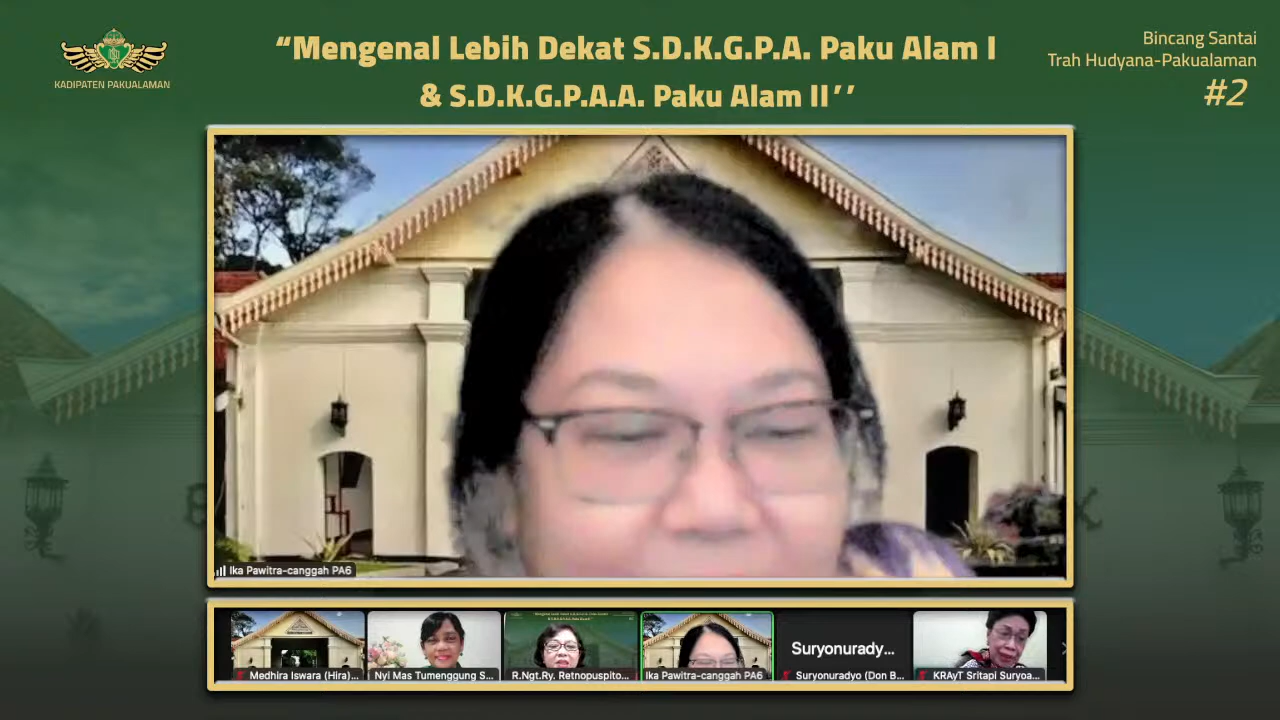 KADIPATEN PAKUALAMAN
“Mengenal Lebih Dekat S.D.K.G.P.A. Paku Alam I
& S.D.K.G.P.A.A. Paku Alam II’’
Bincang Santai
Trah Hudyana-Pakualaman
#2
Ika Pawitra-canggah PA6
Medhira Iswara (Hira)...
Nyi Mas Tumenggung S...
R.Ngt.Ry. Retnopuspito...
Ika Pawitra-canggah PA6
Suryonurady...
Suryonuradyo (Don B...
KRAyT Sritapi Suryoa...